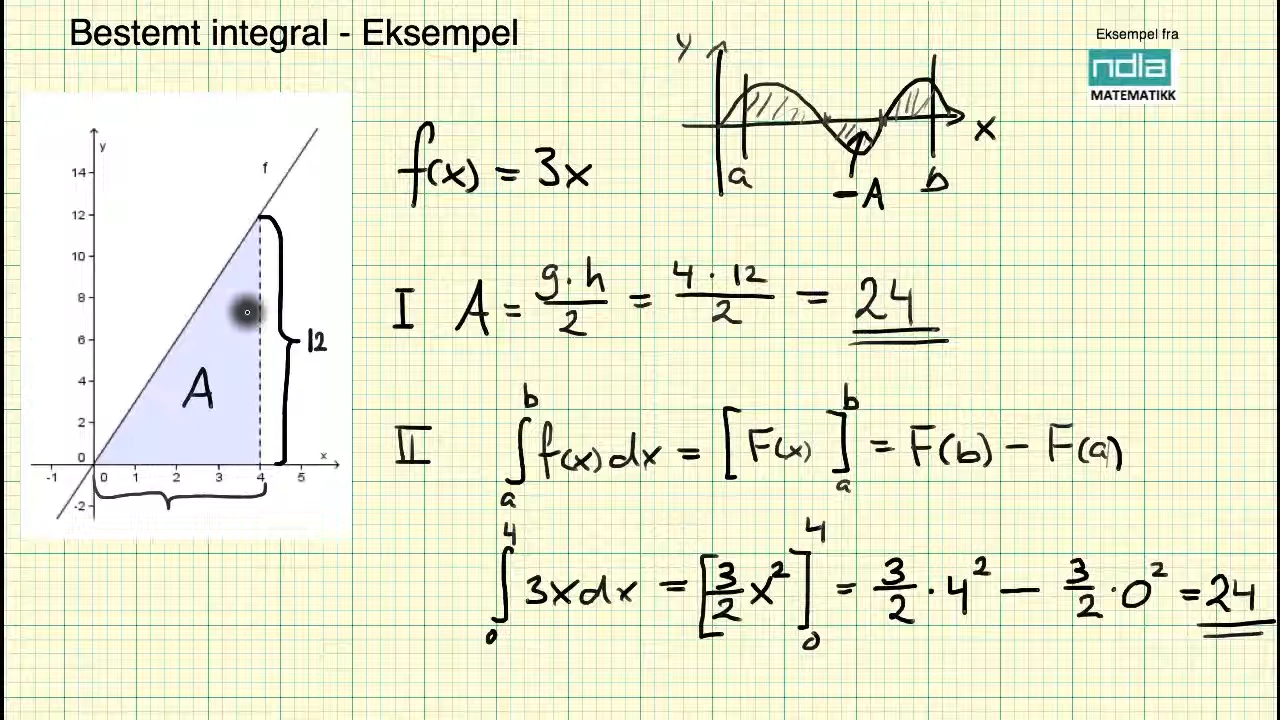 Bestemt integral - Eksempel
Eksempel fra
ndla
MATEMATIKK
y
x
a
b
-A
f(x) = 3x
y
f
14
12
10
8
6
4
2
0
-2
-1 0 1 2 3 4 5
x
A
12
I A = g·h/2 = 4·12/2 = 24
II ∫_a^b f(x)dx = [F(x)]_a^b = F(b) - F(a)
∫_0^4 3xdx = [3/2 x²]_0^4 = 3/2 · 4² - 3/2 · 0² = 24